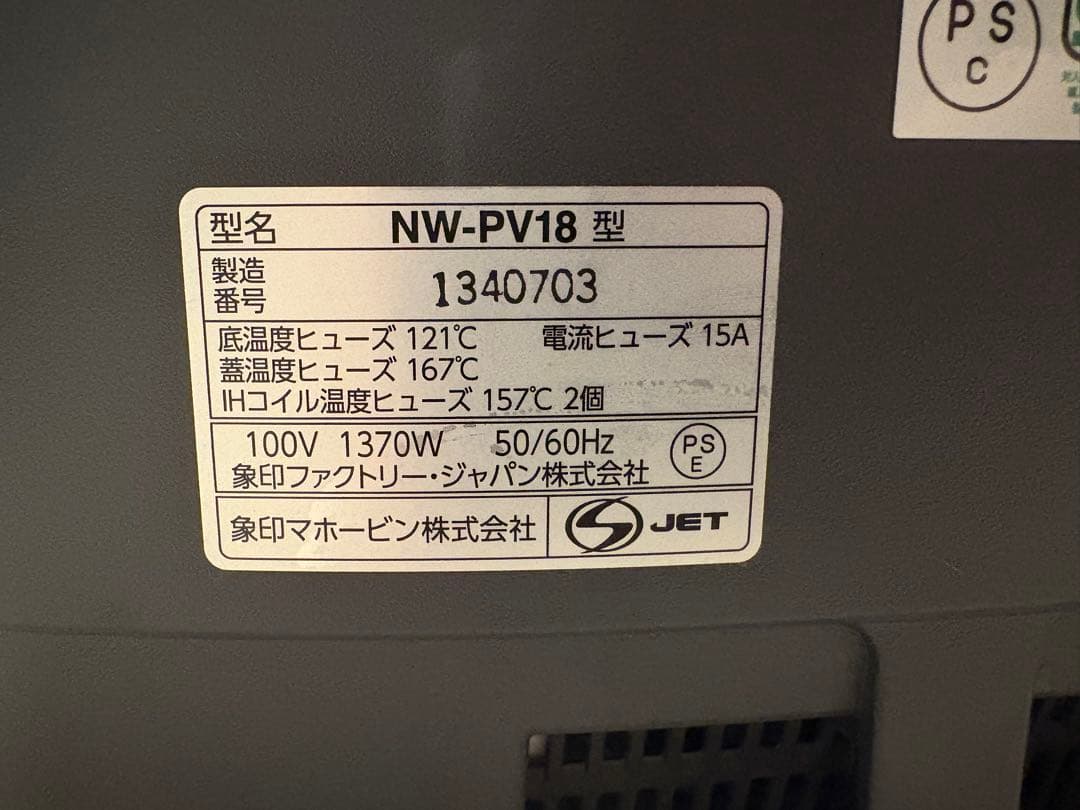 PS
C
型名 NW-PV18 型
製造
番号 1340703
底温度ヒューズ 121℃ 電流ヒューズ 15A
蓋温度ヒューズ 167℃
IHコイル温度ヒューズ 157℃ 2個
100V 1370W 50/60Hz
象印ファクトリー・ジャパン株式会社
PS
E
象印マホービン株式会社
JET